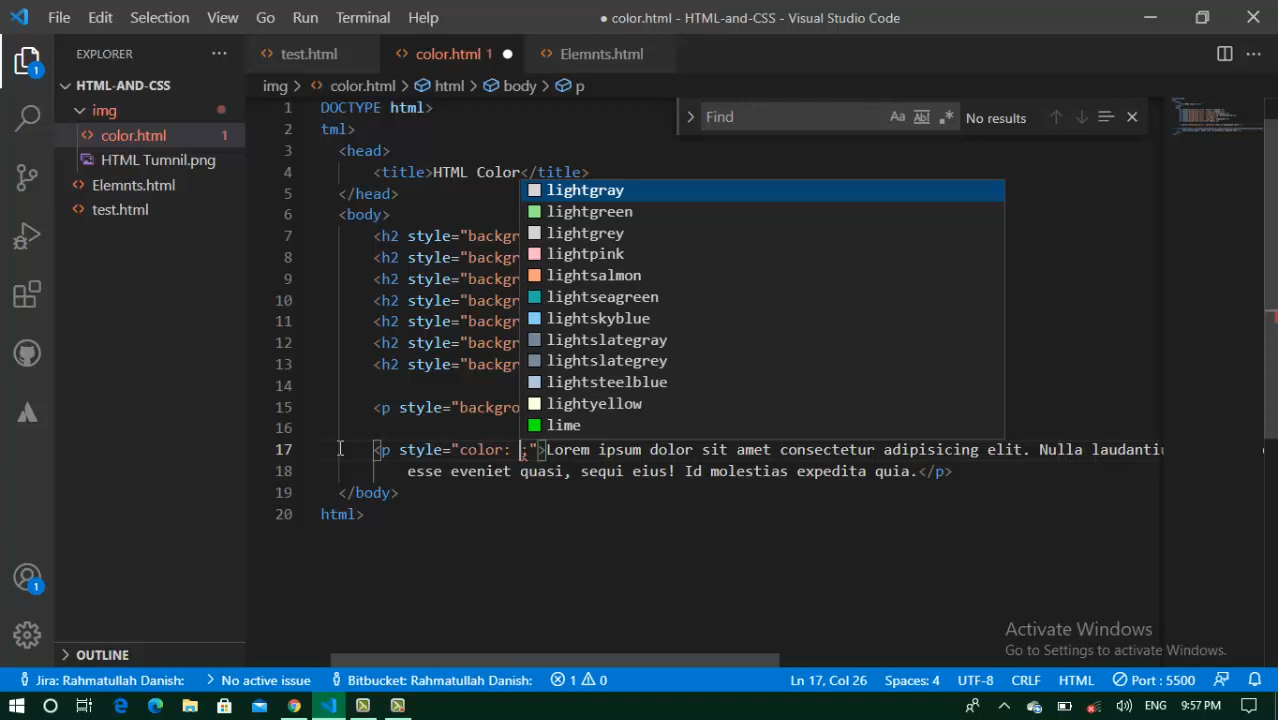 File Edit Selection View Go Run Terminal Help ● color.html - HTML-and-CSS - Visual Studio Code
EXPLORER ··· test.html color.html 1 Elemnts.html
HTML-AND-CSS
img > color.html > html > body > p
img
color.html 1
HTML Tumnil.png
Elemnts.html
test.html
Find Aa Abl .* No results
1 DOCTYPE html>
2 tml>
3 <head>
4 <title>HTML Color</title>
5 </head>
6 <body>
7 <h2 style="backgr
8 <h2 style="backgr
9 <h2 style="backgr
10 <h2 style="backgr
11 <h2 style="backgr
12 <h2 style="backgr
13 <h2 style="backgr
14
15 <p style="backgro
16
17 <p style="color: ;">Lorem ipsum dolor sit amet consectetur adipisicing elit. Nulla laudantiu
18 esse eveniet quasi, sequi eius! Id molestias expedita quia.</p>
19 </body>
20 html>
lightgray
lightgreen
lightgrey
lightpink
lightsalmon
lightseagreen
lightskyblue
lightslategray
lightslategrey
lightsteelblue
lightyellow
lime
1
1
OUTLINE
Activate Windows
Go to Settings to activate Windows.
Jira: Rahmatullah Danish: No active issue Bitbucket: Rahmatullah Danish: 1 0 Ln 17, Col 26 Spaces: 4 UTF-8 CRLF HTML Port : 5500
ENG 9:57 PM